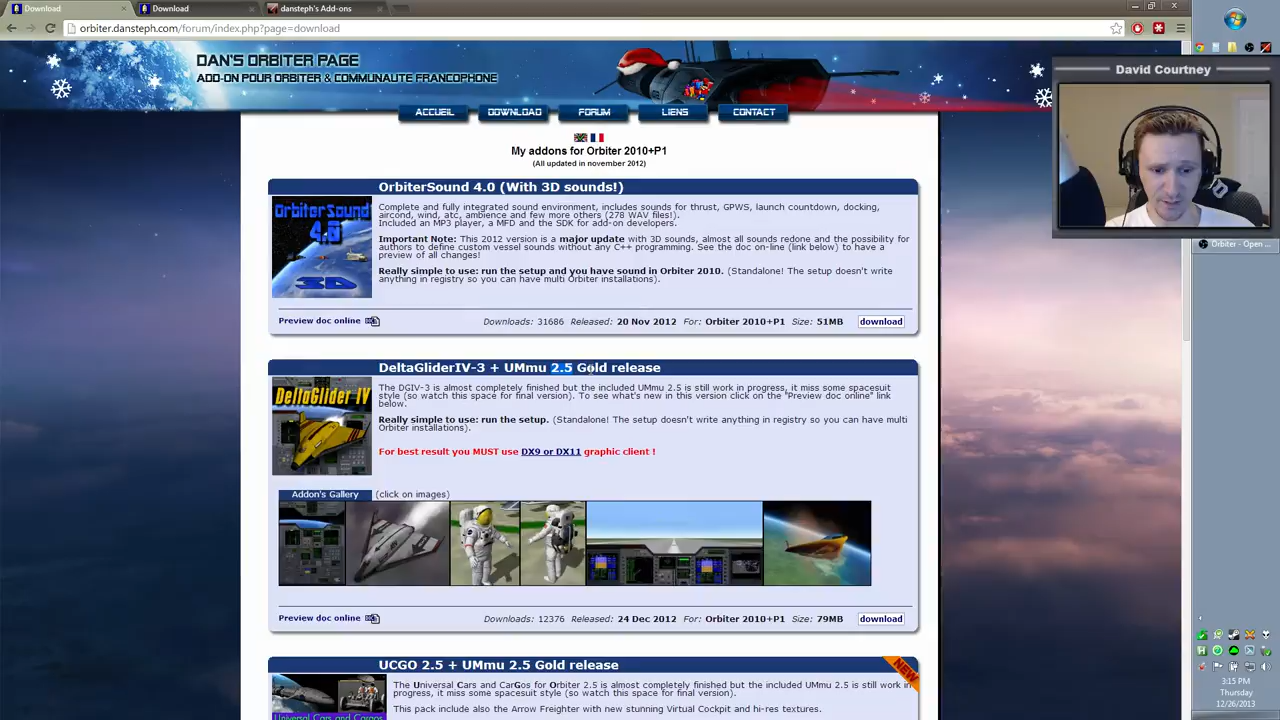 Download
Download
dansteph's Add-ons
orbiter.dansteph.com/forum/index.php?page=download
DAN'S ORBITER PAGE
ADD-ON POUR ORBITER & COMMUNAUTE FRANCOPHONE
David Courtney
ACCUEIL
DOWNLOAD
FORUM
LIENS
CONTACT
My addons for Orbiter 2010+P1
(All updated in november 2012)
OrbiterSound 4.0 (With 3D sounds!)
OrbiterSound
4.0
3D
Complete and fully integrated sound environment, includes sounds for thrust, GPWS, launch countdown, docking,
aircond, wind, atc, ambience and few more others (278 WAV files!).
Included an MP3 player, a MFD and the SDK for add-on developers.
Important Note: This 2012 version is a major update with 3D sounds, almost all sounds redone and the possibility for
authors to define custom vessel sounds without any C++ programming. See the doc on-line (link below) to have a
preview of all changes!
Really simple to use: run the setup and you have sound in Orbiter 2010. (Standalone! The setup doesn't write
anything in registry so you can have multi Orbiter installations).
Preview doc online
Downloads: 31686 Released: 20 Nov 2012 For: Orbiter 2010+P1 Size: 51MB
download
Orbiter - Open ...
DeltaGliderIV-3 + UMmu 2.5 Gold release
DeltaGlider IV
The DGIV-3 is almost completely finished but the included UMmu 2.5 is still work in progress, it miss some spacesuit
style (so watch this space for final version). To see what's new in this version click on the "Preview doc online" link
below.
Really simple to use: run the setup. (Standalone! The setup doesn't write anything in registry so you can have multi
Orbiter installations).
For best result you MUST use DX9 or DX11 graphic client !
Addon's Gallery
(click on images)
Preview doc online
Downloads: 12376 Released: 24 Dec 2012 For: Orbiter 2010+P1 Size: 79MB
download
UCGO 2.5 + UMmu 2.5 Gold release
NEW
The Universal Cars and CarGos for Orbiter 2.5 is almost completely finished but the included UMmu 2.5 is still work in
progress, it miss some spacesuit style (so watch this space for final version).
This pack include also the Arrow Freighter with new stunning Virtual Cockpit and hi-res textures.
Universal Cars and Cargos
3:15 PM
Thursday
12/26/2013